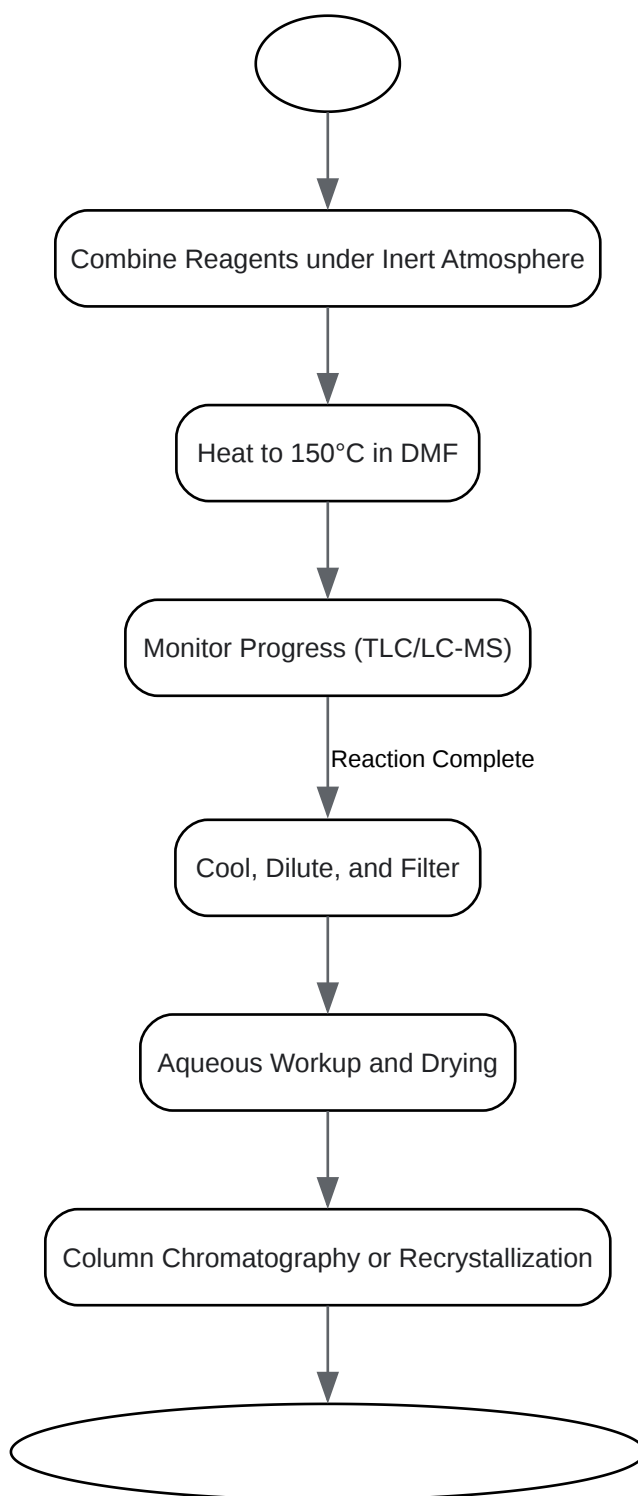 Combine Reagents under Inert Atmosphere
Heat to 150°C in DMF
Monitor Progress (TLC/LC-MS)
Reaction Complete
Cool, Dilute, and Filter
Aqueous Workup and Drying
Column Chromatography or Recrystallization